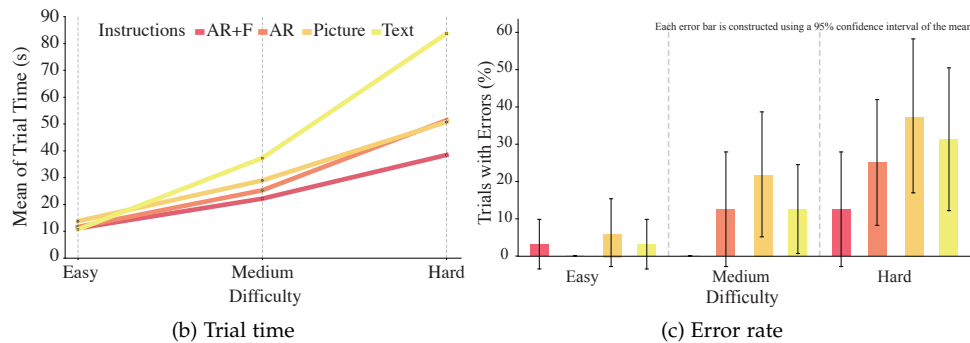 90
80
70
60
50
40
30
20
10
0
Mean of Trial Time (s)
Instructions AR+F AR Picture Text
Easy Medium Hard
Difficulty
(b) Trial time
Each error bar is constructed using a 95% confidence interval of the mean
60
50
40
30
20
10
0
Trials with Errors (%)
Easy Medium Hard
Difficulty
(c) Error rate